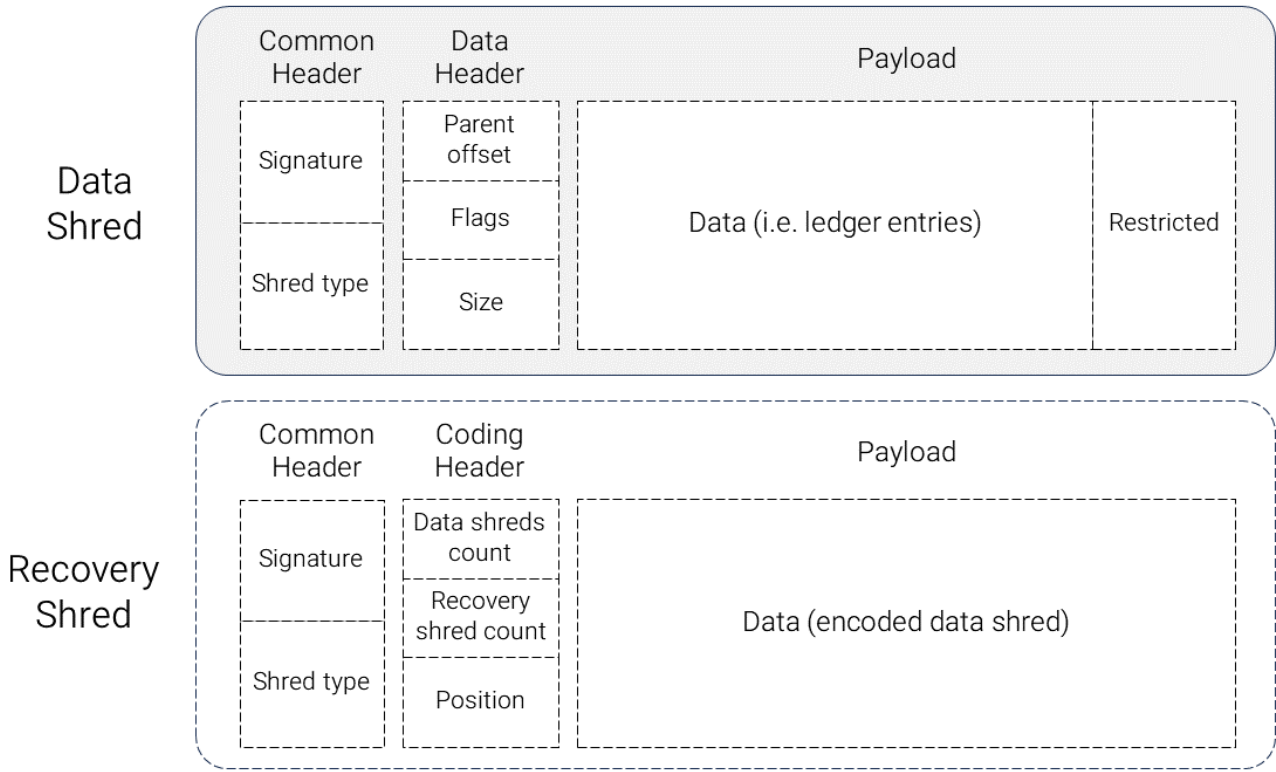 Data
Shred
Common
Header
Data
Header
Payload
Signature
Shred type
Parent
offset
Flags
Size
Data (i.e. ledger entries)
Restricted
Recovery
Shred
Common
Header
Coding
Header
Payload
Signature
Shred type
Data shreds
count
Recovery
shred count
Position
Data (encoded data shred)